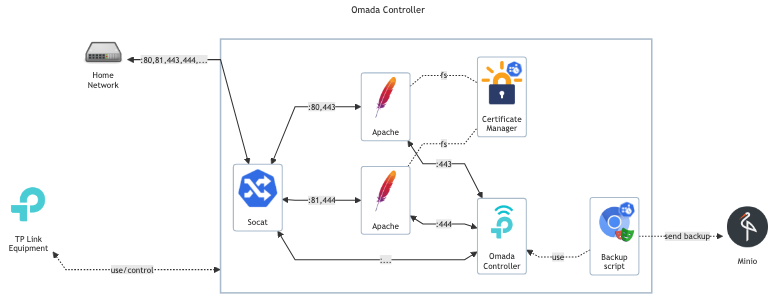 Omada Controller
:80,81,443,444,...
Home
Network
fs
:80,443
Apache
Certificate
Manager
fs
:443
:81,444
Apache
Socat
:444
TP Link
Equipment
Omada
Controller
Backup
script
send backup
Minio
....
use
use/control